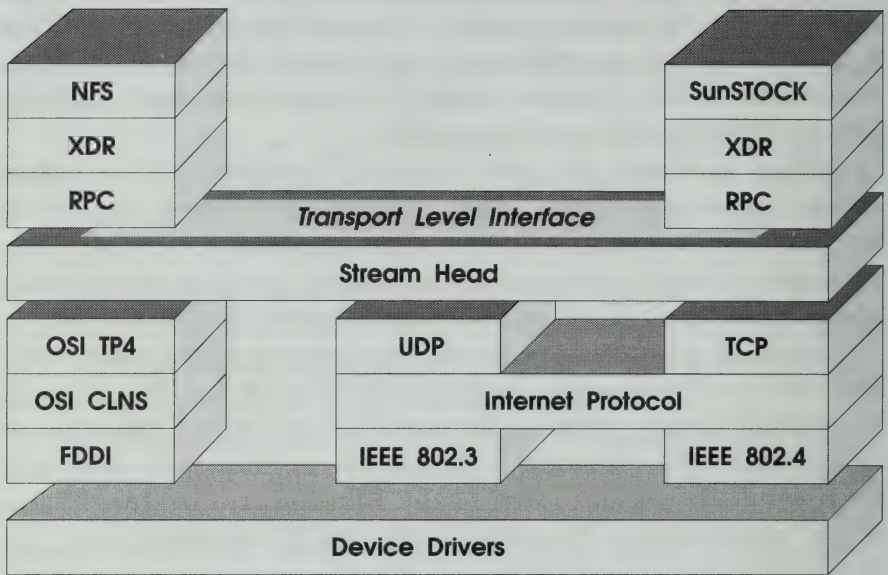 NFS
XDR
RPC
SunSTOCK
XDR
RPC
Transport Level Interface
Stream Head
OSI TP4
OSI CLNS
FDDI
UDP
TCP
Internet Protocol
IEEE 802.3
IEEE 802.4
Device Drivers